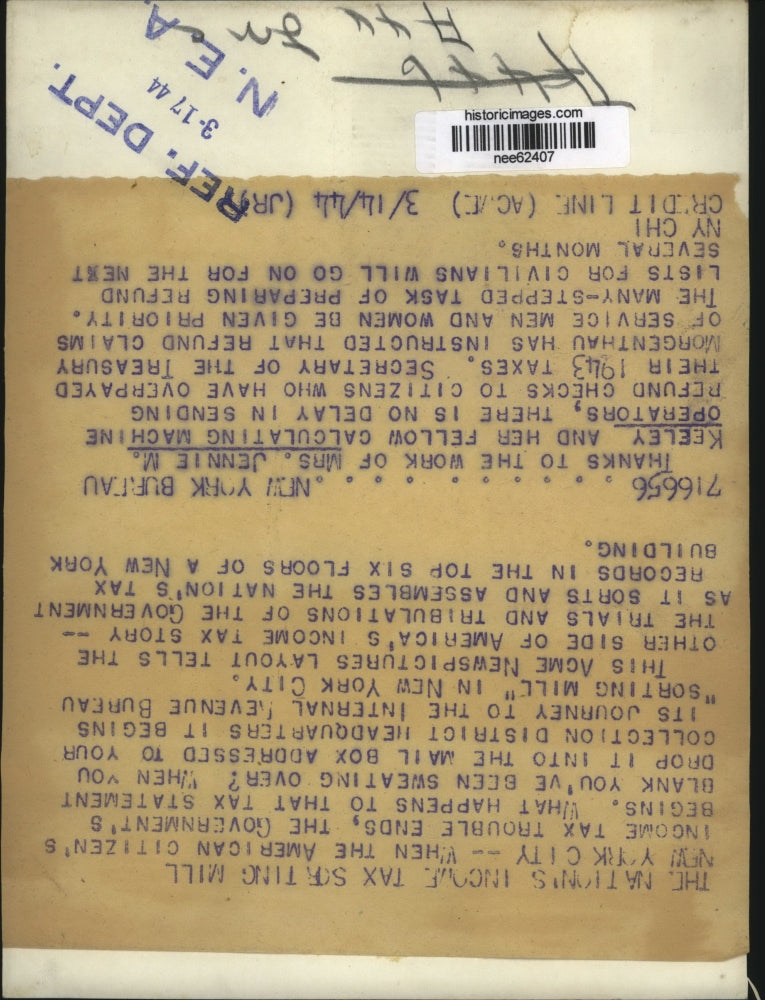 THE NATION'S INCOME TAX SORTING MILL
NEW YORK CITY -- WHEN THE AMERICAN CITIZEN'S
INCOME TAX TROUBLE ENDS, THE GOVERNMENT'S
BEGINS. WHAT HAPPENS TO THAT TAX STATEMENT
BLANK YOU'VE BEEN SWEATING OVER? WHEN YOU
DROP IT INTO THE MAIL BOX ADDRESSED TO YOUR
COLLECTION DISTRICT HEADQUARTERS IT BEGINS
ITS JOURNEY TO THE INTERNAL REVENUE BUREAU
"SORTING MILL" IN NEW YORK CITY.
THIS ACME NEWSPICTURES LAYOUT TELLS THE
OTHER SIDE OF AMERICA'S INCOME TAX STORY --
THE TRIALS AND TRIBULATIONS OF THE GOVERNMENT
AS IT SORTS AND ASSEMBLES THE NATION'S TAX
RECORDS IN THE TOP SIX FLOORS OF A NEW YORK
BUILDING.
716656 . . . . . . . . .NEW YORK BUREAU
THANKS TO THE WORK OF MRS. JENNIE M.
KEELEY AND HER FELLOW CALCULATING MACHINE
OPERATORS, THERE IS NO DELAY IN SENDING
REFUND CHECKS TO CITIZENS WHO HAVE OVERPAYED
THEIR 1943 TAXES. SECRETARY OF THE TREASURY
MORGENTHAU HAS INSTRUCTED THAT REFUND CLAIMS
OF SERVICE MEN AND WOMEN BE GIVEN PRIORITY.
THE MANY-STEPPED TASK OF PREPARING REFUND
LISTS FOR CIVILIANS WILL GO ON FOR THE NEXT
SEVERAL MONTHS.
NY CHI
CREDIT LINE (ACME) 3/14/44 (JR)
REF. DEPT.
3-17 44
N. E. A.
historicimages.com
nee62407